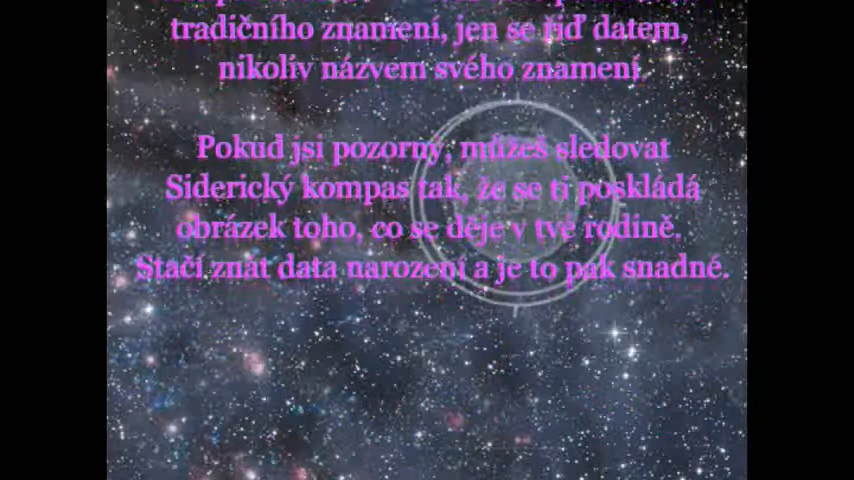 tradičního znamení, jen se řiď datem,
nikoliv názvem svého znamení.
Pokud jsi pozorný, můžeš sledovat
Siderický kompas tak, že se ti poskládá
obrázek toho, co se děje v tvé rodině.
Stačí znát data narození a je to pak snadné.